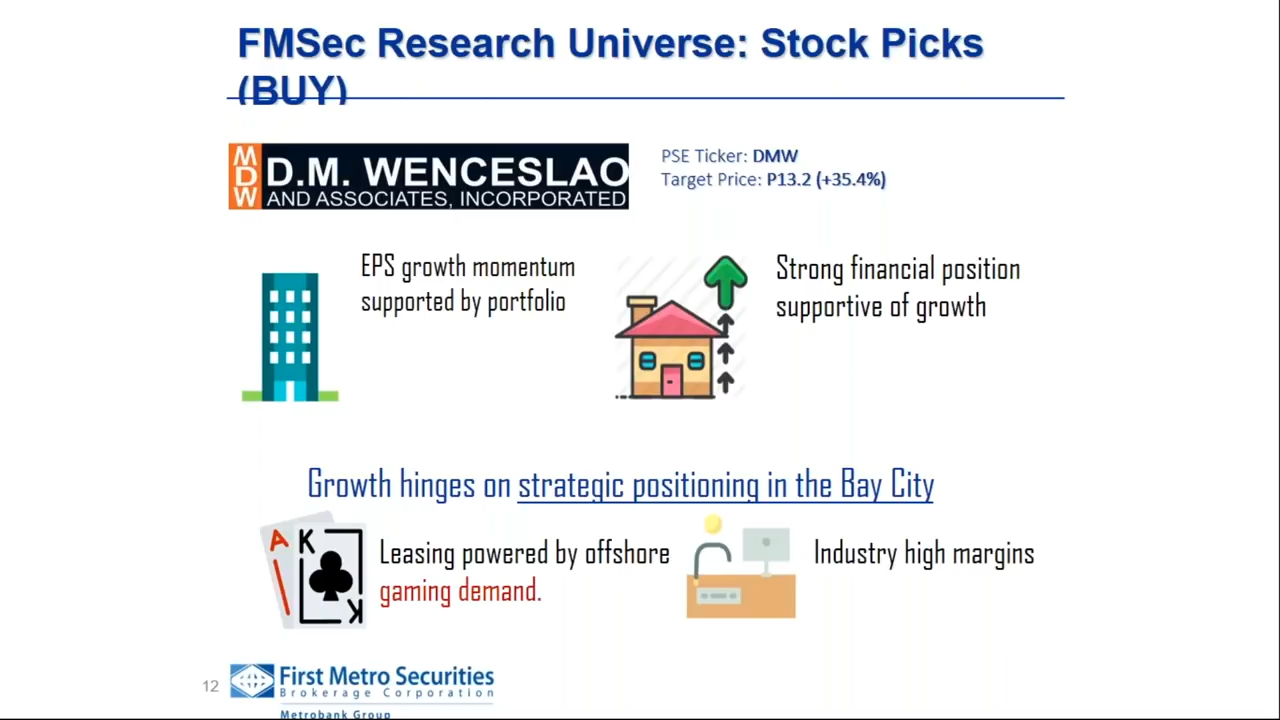 FMSec Research Universe: Stock Picks
(BUY)
MDW
D.M. WENCESLAO
AND ASSOCIATES, INCORPORATED
PSE Ticker: DMW
Target Price: P13.2 (+35.4%)
EPS growth momentum
supported by portfolio
Strong financial position
supportive of growth
Growth hinges on strategic positioning in the Bay City
A K
K
Leasing powered by offshore
gaming demand.
Industry high margins
12
First Metro Securities
Brokerage Corporation
Metrobank Group